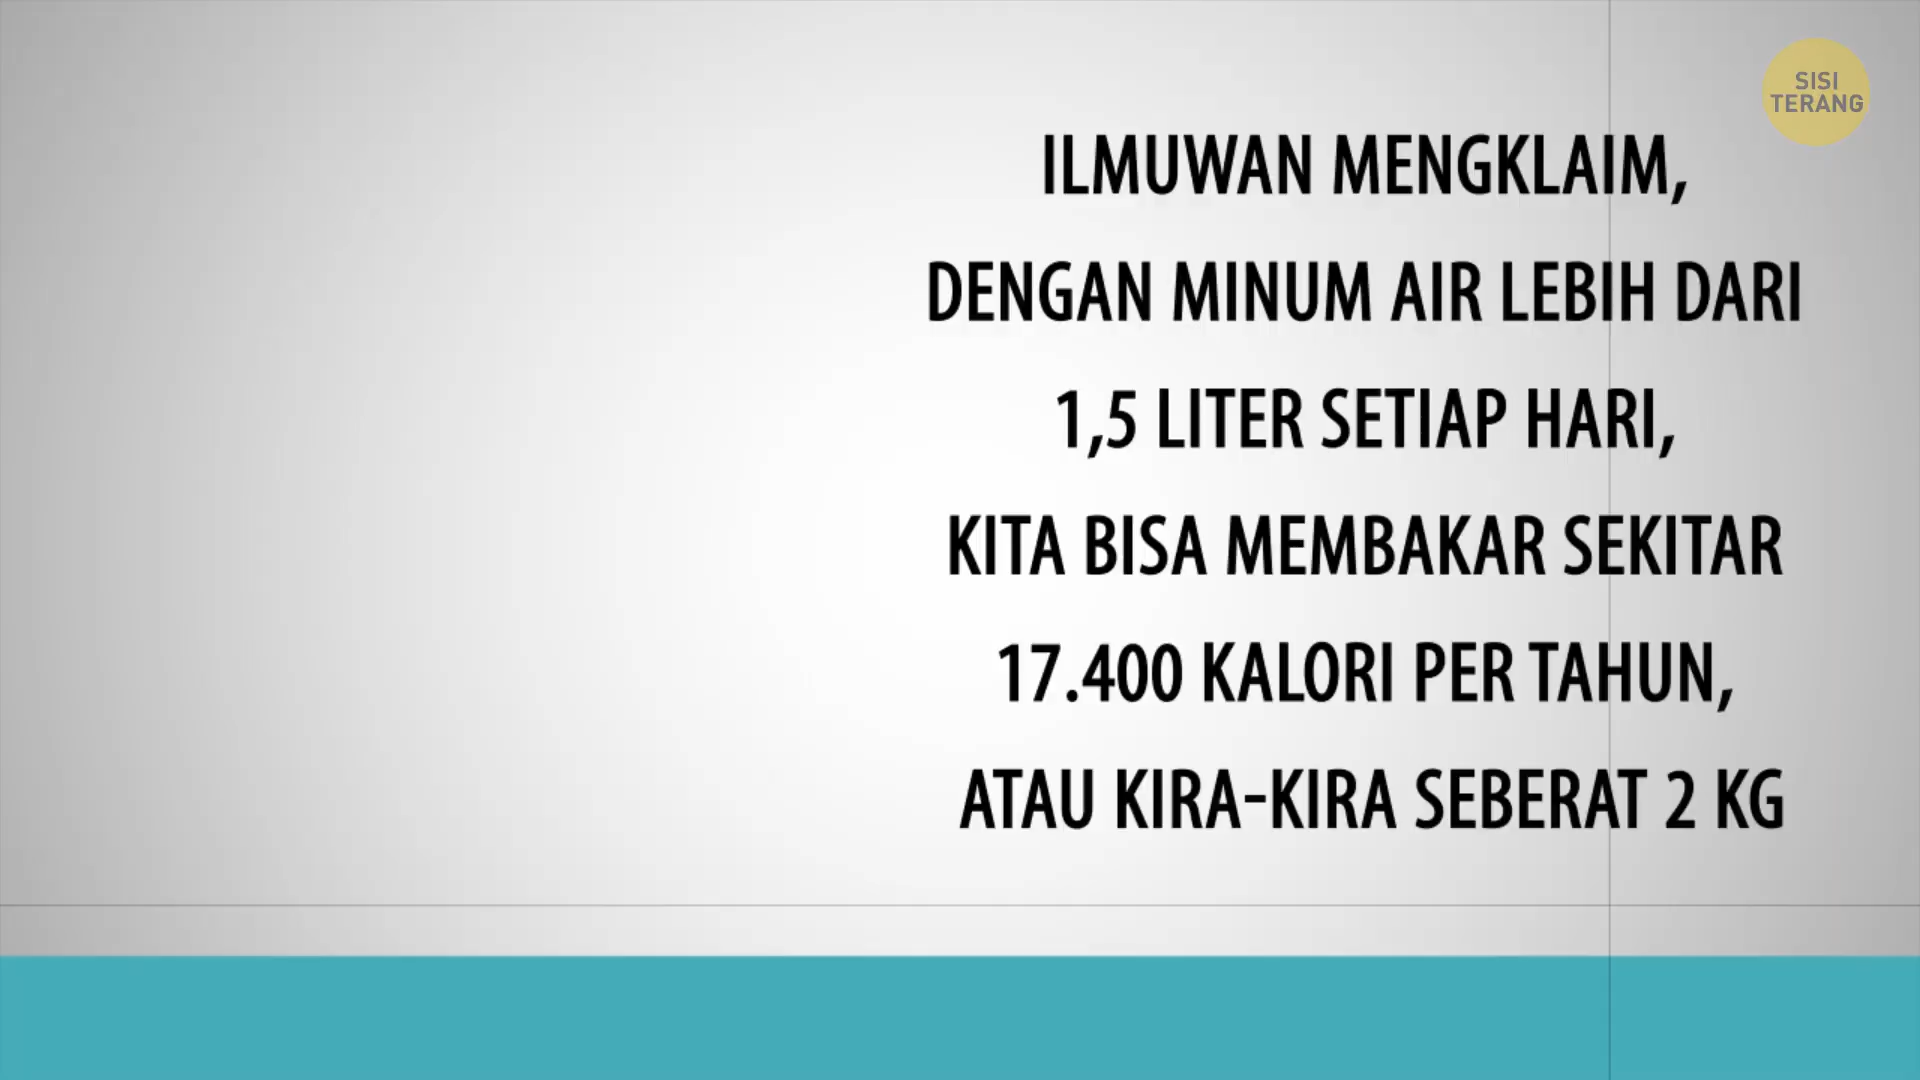 SISI
TERANG
ILMUWAN MENGKLAIM,
DENGAN MINUM AIR LEBIH DARI
1,5 LITER SETIAP HARI,
KITA BISA MEMBAKAR SEKITAR
17.400 KALORI PER TAHUN,
ATAU KIRA-KIRA SEBERAT 2 KG